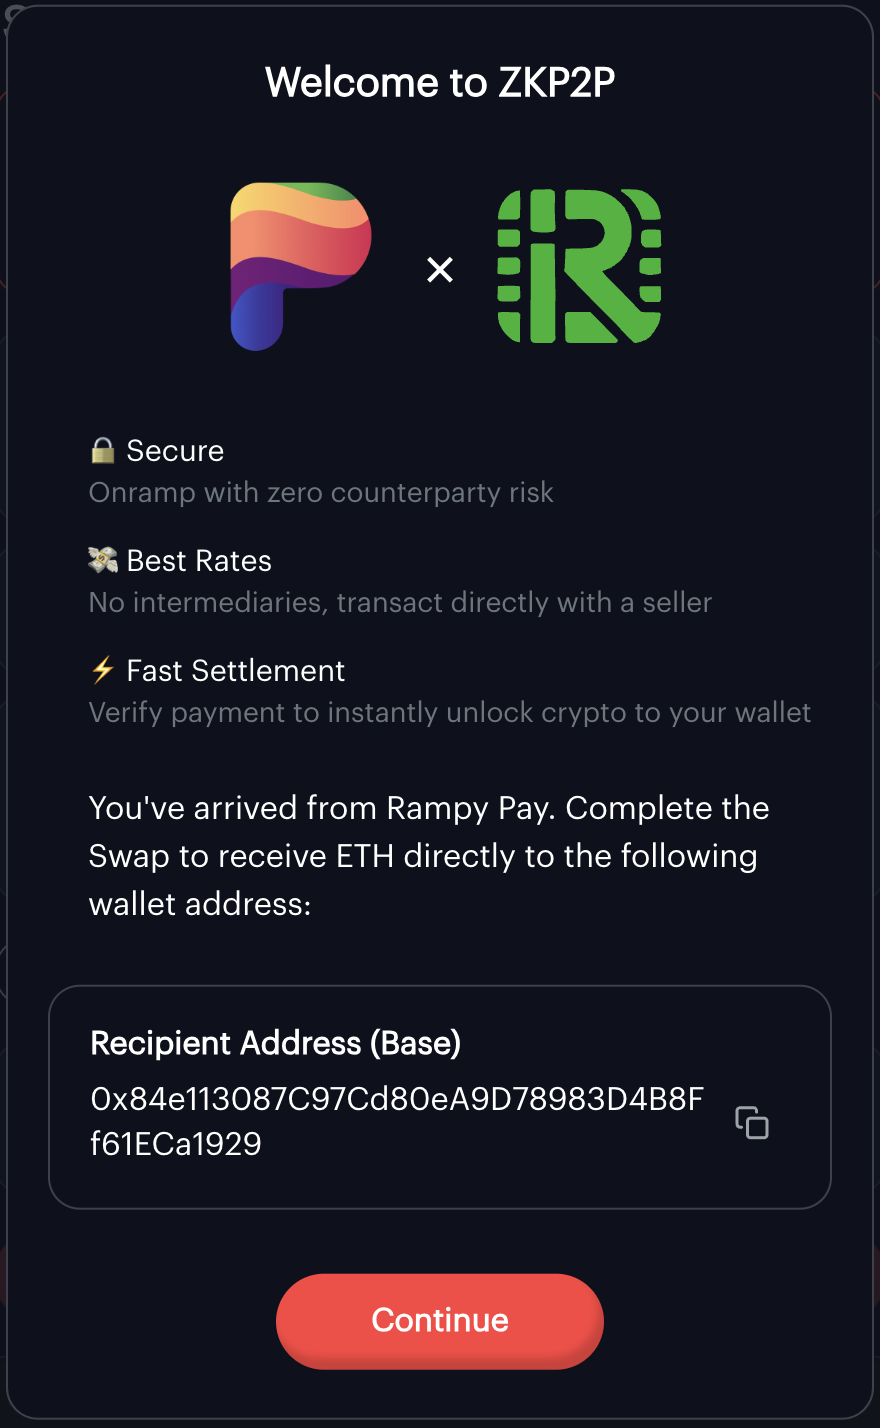 Welcome to ZKP2P
🔒 Secure
Onramp with zero counterparty risk
💸 Best Rates
No intermediaries, transact directly with a seller
⚡ Fast Settlement
Verify payment to instantly unlock crypto to your wallet
You've arrived from Rampy Pay. Complete the
Swap to receive ETH directly to the following
wallet address:
Recipient Address (Base)
0x84e113087C97Cd80eA9D78983D4B8F
f61ECa1929
Continue